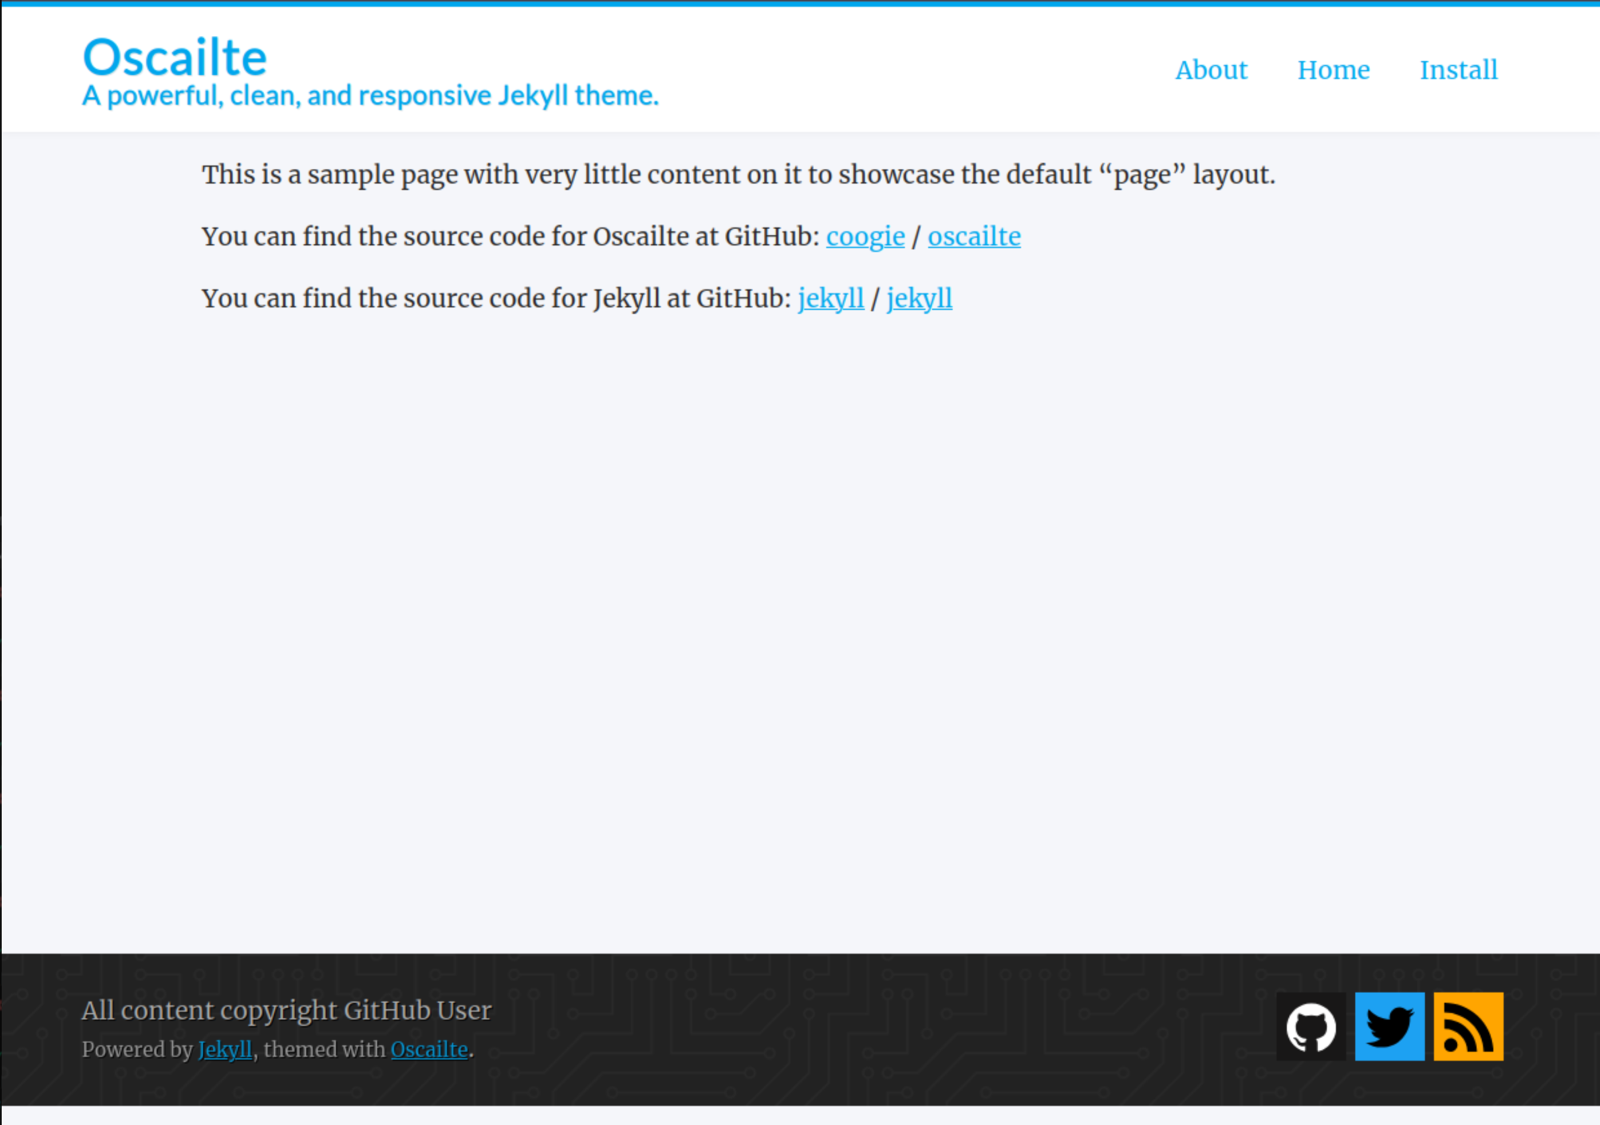 Oscailte
A powerful, clean, and responsive Jekyll theme.
About Home Install
This is a sample page with very little content on it to showcase the default “page” layout.
You can find the source code for Oscailte at GitHub: coogie / oscailte
You can find the source code for Jekyll at GitHub: jekyll / jekyll
All content copyright GitHub User
Powered by Jekyll, themed with Oscailte.